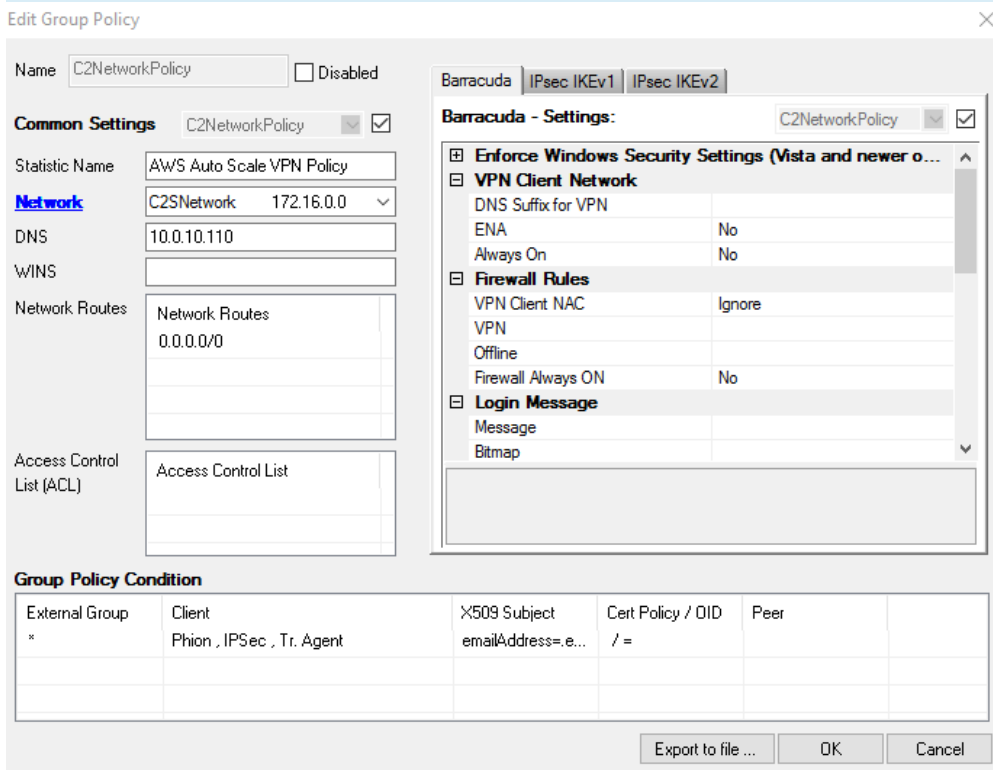 Edit Group Policy
Name C2NetworkPolicy Disabled
Common Settings C2NetworkPolicy
Statistic Name AWS Auto Scale VPN Policy
Network C2SNetwork 172.16.0.0
DNS 10.0.10.110
WINS
Network Routes
Network Routes
0.0.0.0/0
Access Control
List (ACL)
Access Control List
Barracuda IPsec IKEv1 IPsec IKEv2
Barracuda - Settings: C2NetworkPolicy
Enforce Windows Security Settings (Vista and newer o...
VPN Client Network
DNS Suffix for VPN
ENA No
Always On No
Firewall Rules
VPN Client NAC Ignore
VPN
Offline
Firewall Always ON No
Login Message
Message
Bitmap
Group Policy Condition
External Group Client X509 Subject Cert Policy / OID Peer
* Phion , IPSec , Tr. Agent emailAddress=.e... / =
Export to file ... OK Cancel